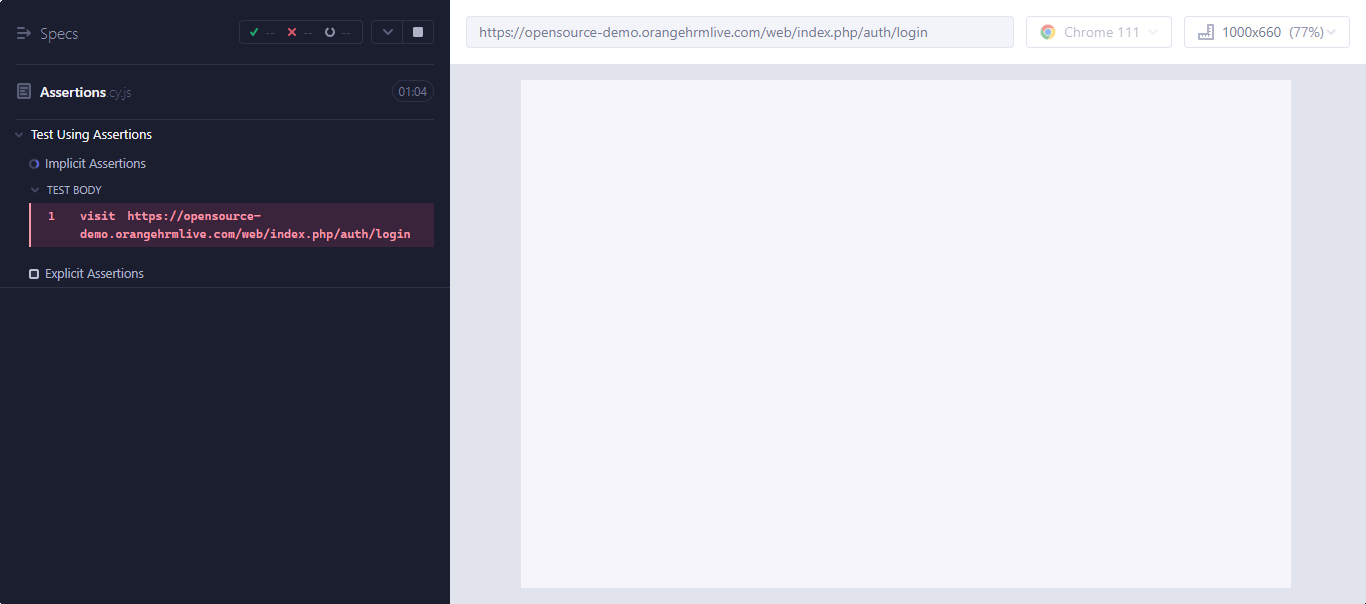 Specs
-- -- --
Assertions.cy.js 01:04
Test Using Assertions
Implicit Assertions
TEST BODY
1 visit https://opensource-
demo.orangehrmlive.com/web/index.php/auth/login
Explicit Assertions
https://opensource-demo.orangehrmlive.com/web/index.php/auth/login
Chrome 111
1000x660 (77%)